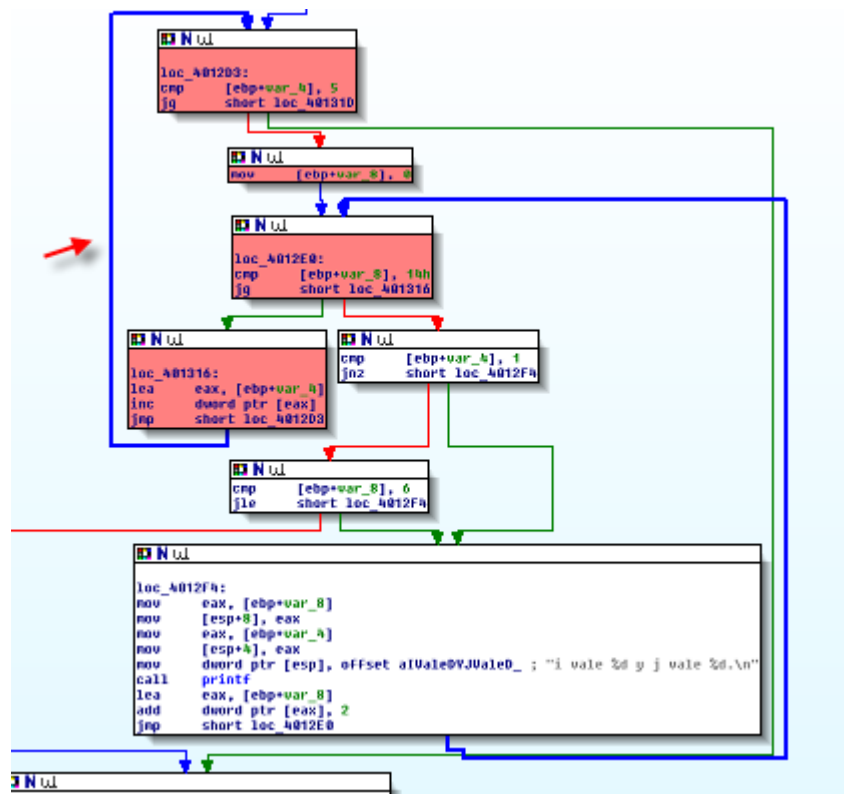 N
loc_4012D3:
cmp [ebp+var_4], 5
jg short loc_40131D
N
mov [ebp+var_8], 0
N
loc_4012E0:
cmp [ebp+var_8], 14h
jg short loc_401316
N
loc_401316:
lea eax, [ebp+var_4]
inc dword ptr [eax]
jmp short loc_4012D3
N
cmp [ebp+var_4], 1
jnz short loc_4012F4
N
cmp [ebp+var_8], 6
jle short loc_4012F4
N
loc_4012F4:
mov eax, [ebp+var_8]
mov [esp+8], eax
mov eax, [ebp+var_4]
mov [esp+4], eax
mov dword ptr [esp], offset aIValeDYJValeD_ ; "i vale %d y j vale %d.\n"
call printf
lea eax, [ebp+var_8]
add dword ptr [eax], 2
jmp short loc_4012E0
N